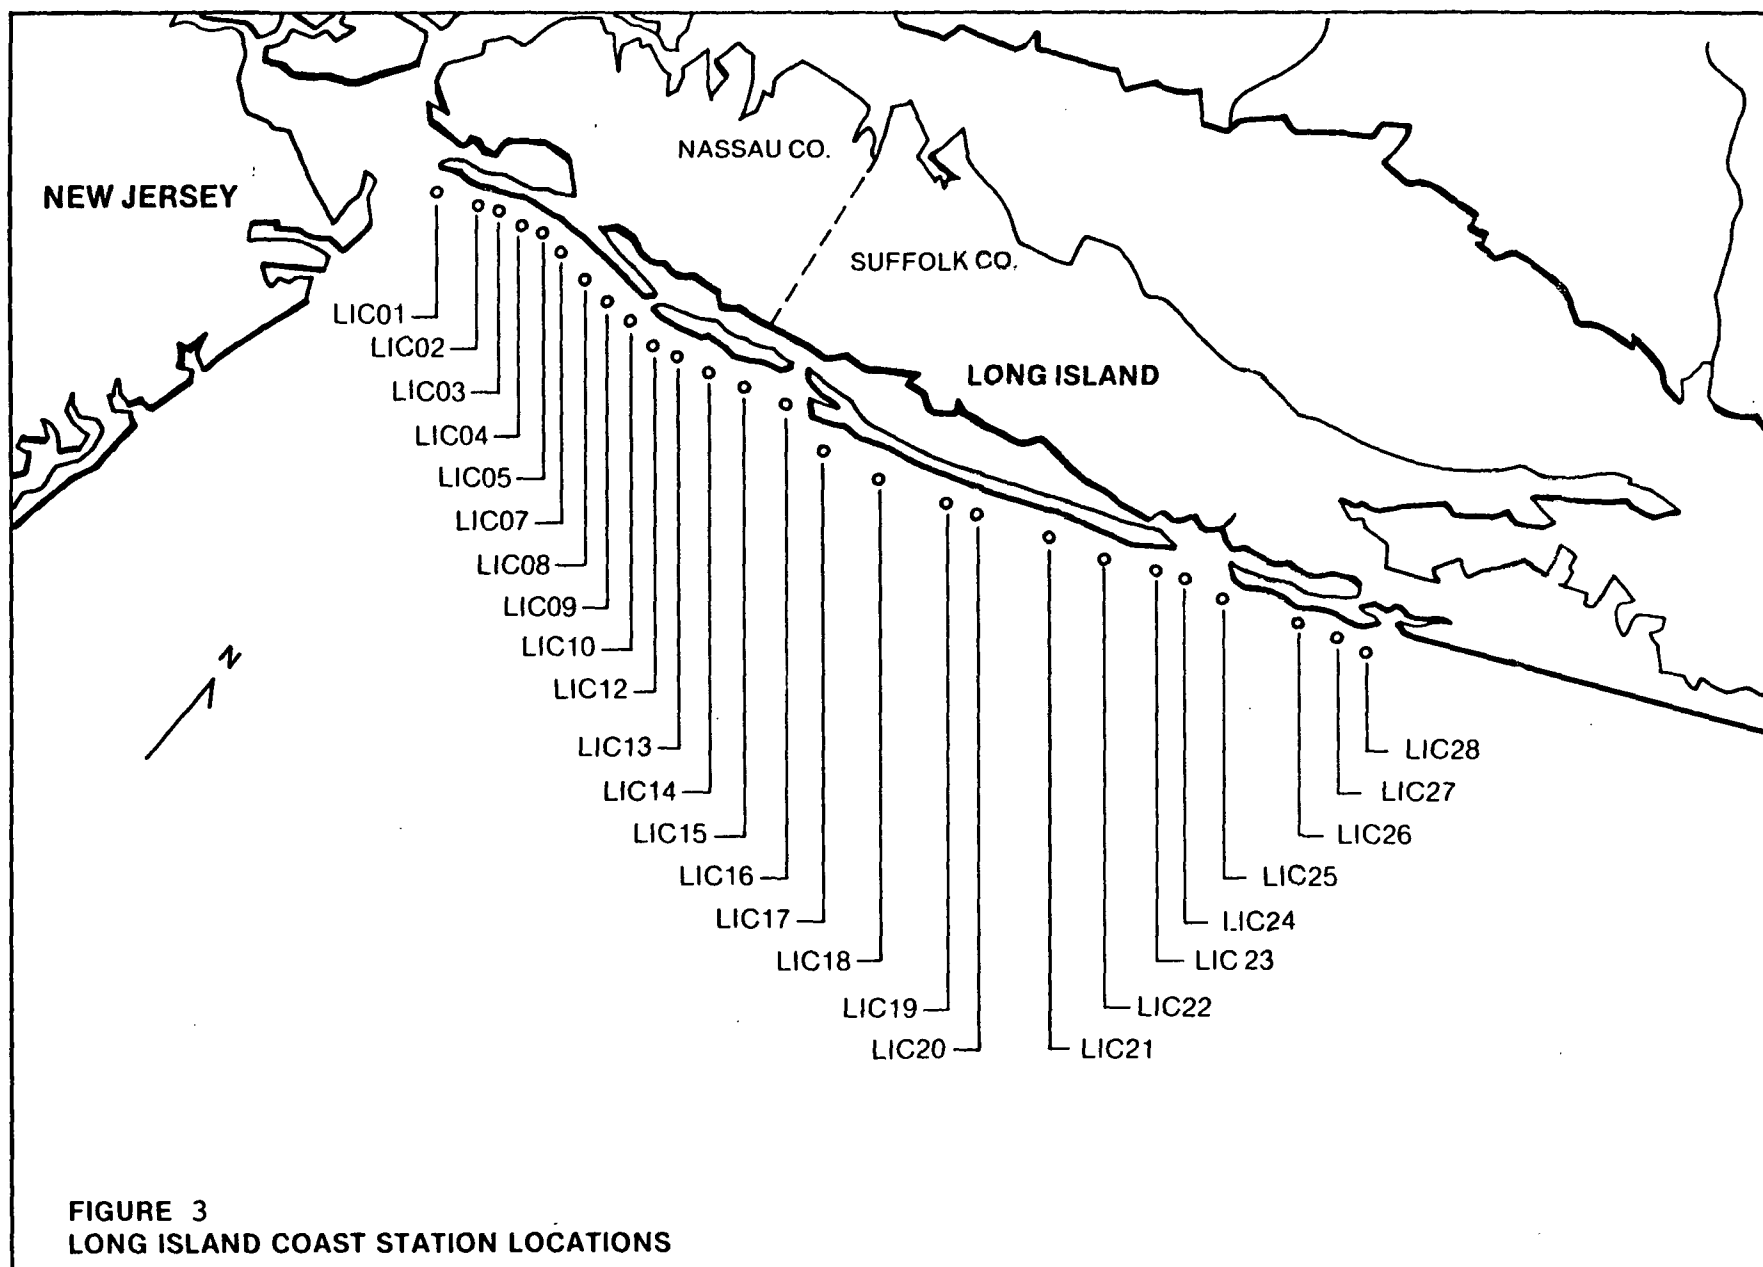 NASSAU CO.
NEW JERSEY
SUFFOLK CO.
LIC01
LIC02
LONG ISLAND
LIC03
LIC04
LIC05
LIC07
LIC08
LIC09
LIC10
N
LIC12
LIC13
LIC14
LIC15
LIC16
LIC17
LIC18
LIC19
LIC20
LIC21
LIC22
LIC 23
LIC24
LIC25
LIC26
LIC27
LIC28
FIGURE 3
LONG ISLAND COAST STATION LOCATIONS